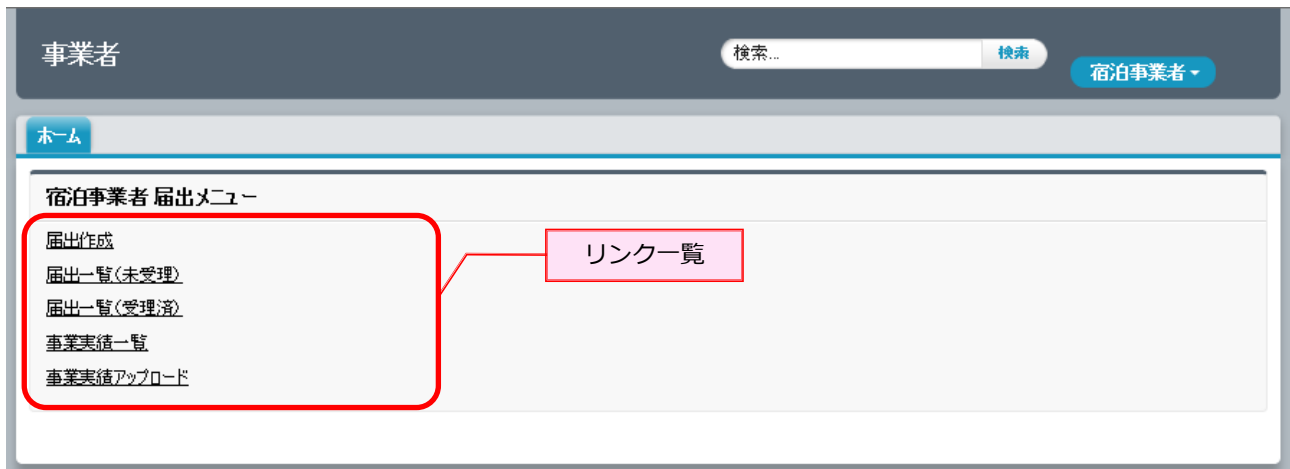 事業者
検索...
検索
宿泊事業者
ホーム
宿泊事業者 届出メニュー
届出作成
届出一覧(未受理)
届出一覧(受理済)
事業実績一覧
事業実績アップロード
リンク一覧